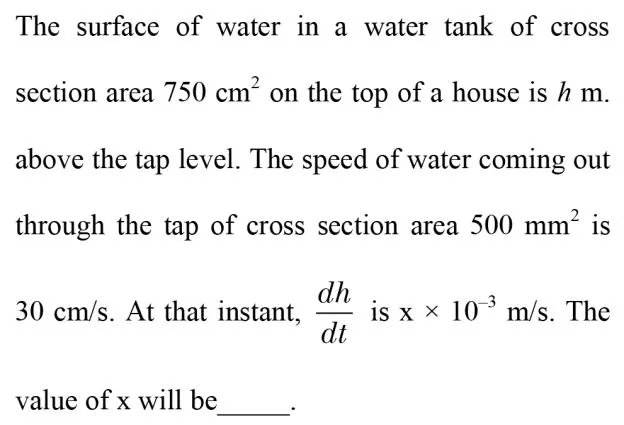 The surface of water in a water tank of cross
section area 750 cm² on the top of a house is h m.
above the tap level. The speed of water coming out
through the tap of cross section area 500 mm² is
30 cm/s. At that instant, dh/dt is x × 10⁻³ m/s. The
value of x will be______.